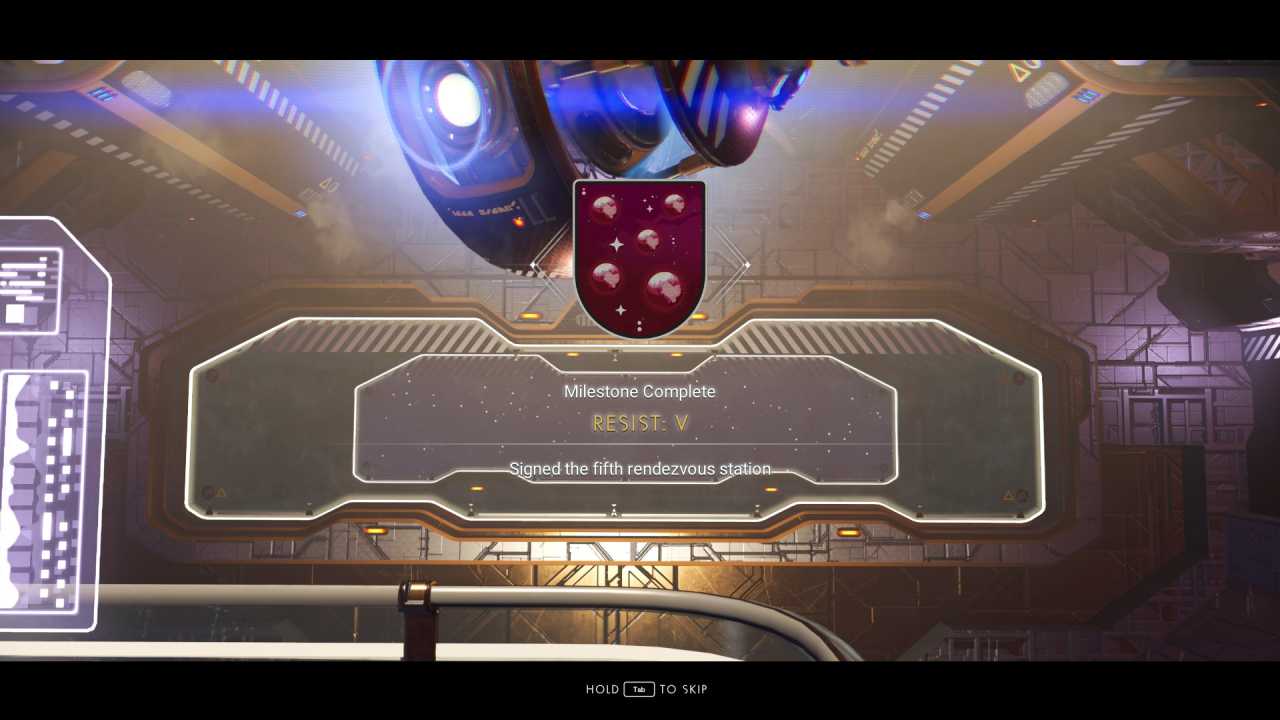 Milestone Complete
RESIST: V
Signed the fifth rendezvous station
HOLD Tab TO SKIP